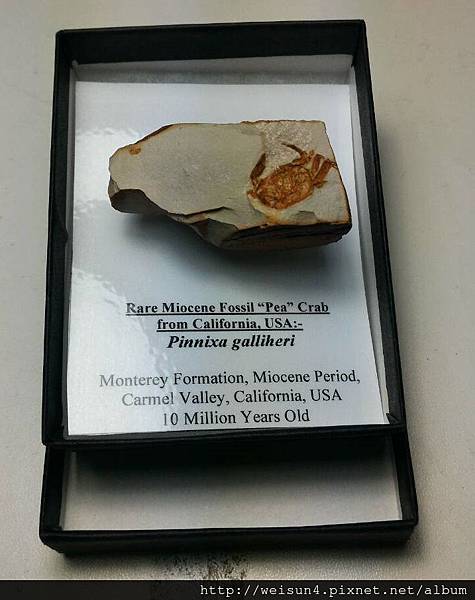 Rare Miocene Fossil “Pea” Crab
from California, USA:-
Pinnixa galliheri
Monterey Formation, Miocene Period,
Carmel Valley, California, USA
10 Million Years Old
http://weisun4.pixnet.net/album